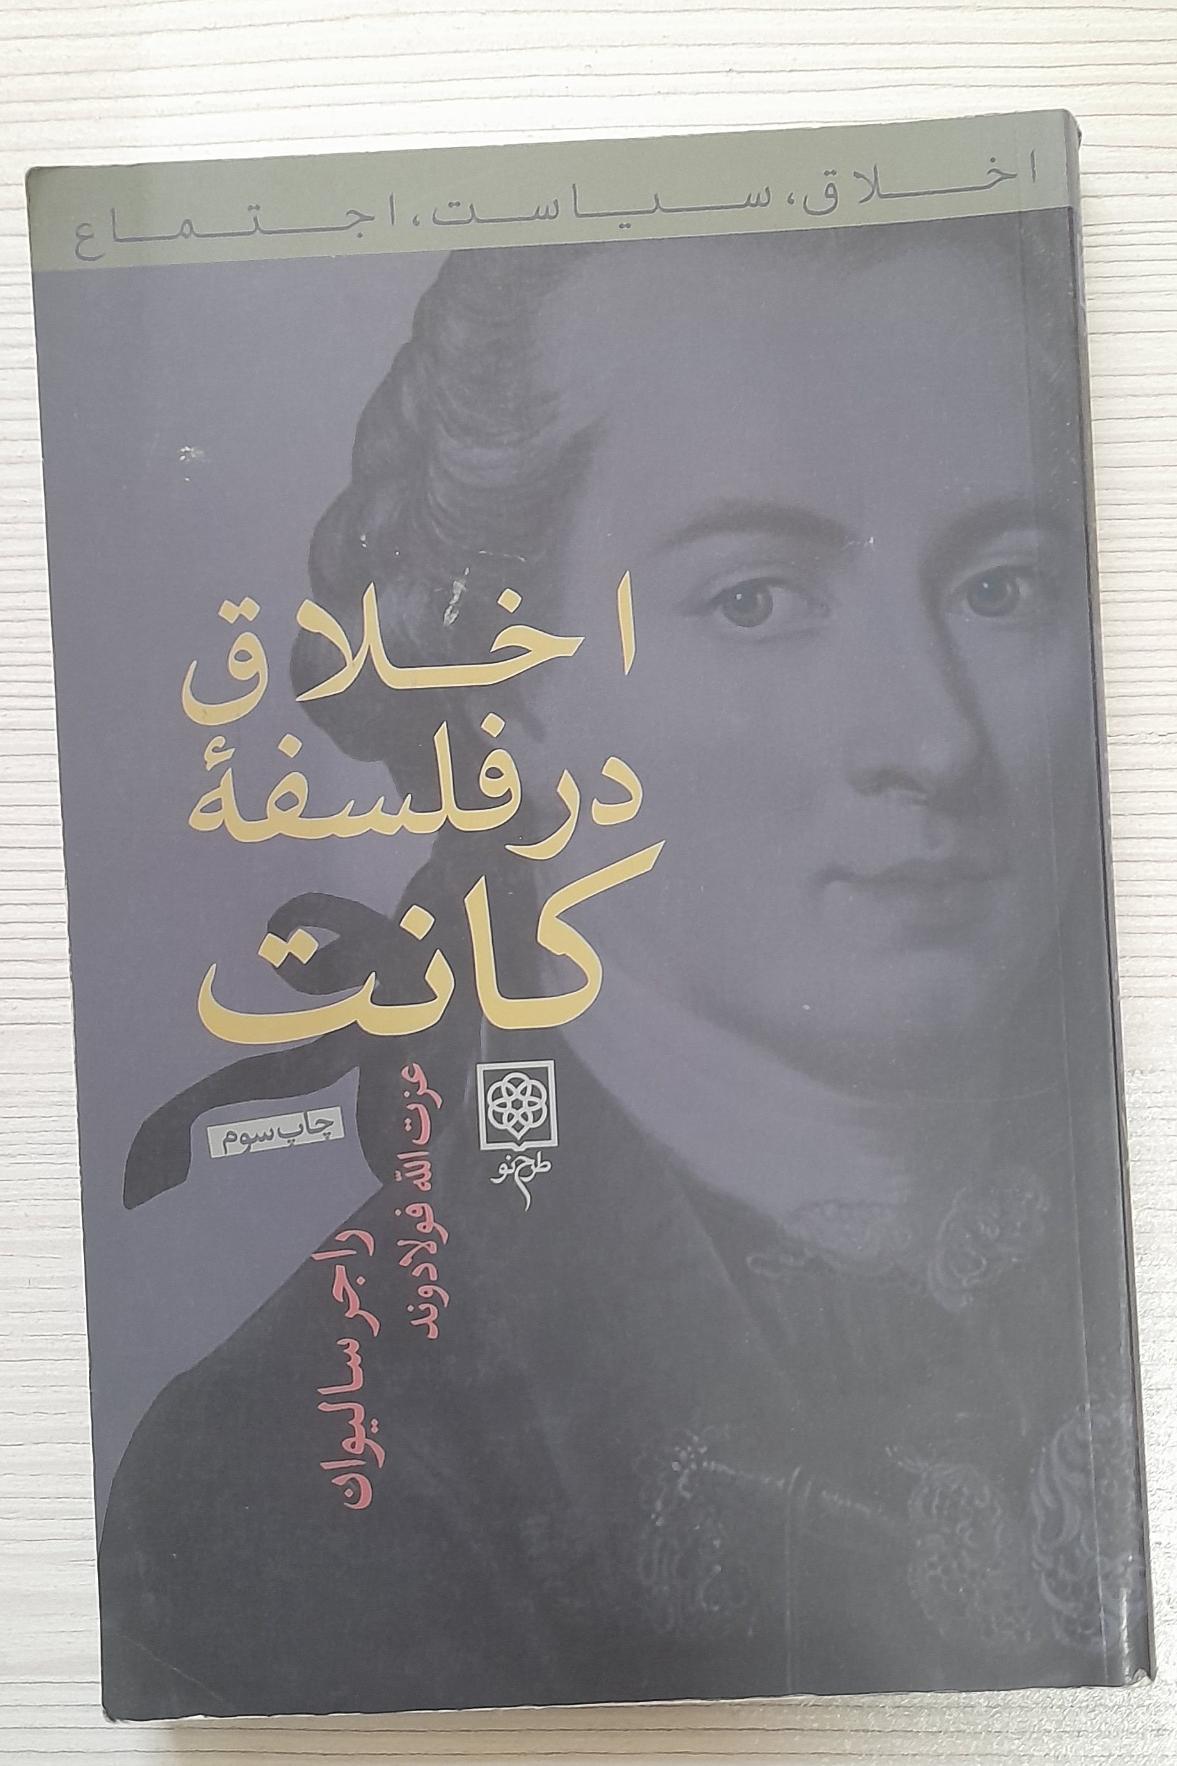 اخلاق، سیاست، اجتماع
اخلاق
در فلسفهٔ
کانت
طرح نو
چاپ سوم
راجر سالیوان
عزت‌الله فولادوند